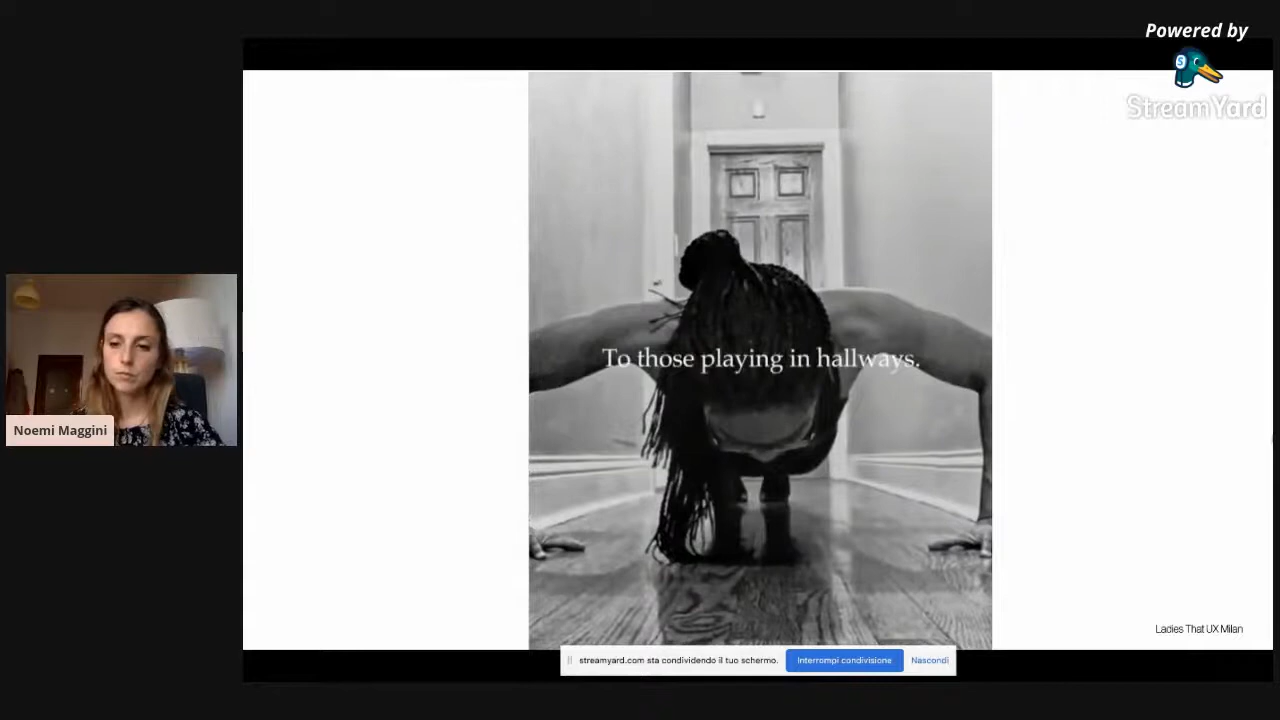 Powered by
StreamYard
To those playing in hallways.
Noemi Maggini
Ladies That UX Milan
streamyard.com sta condividendo il tuo schermo.
Interrompi condivisione
Nascondi